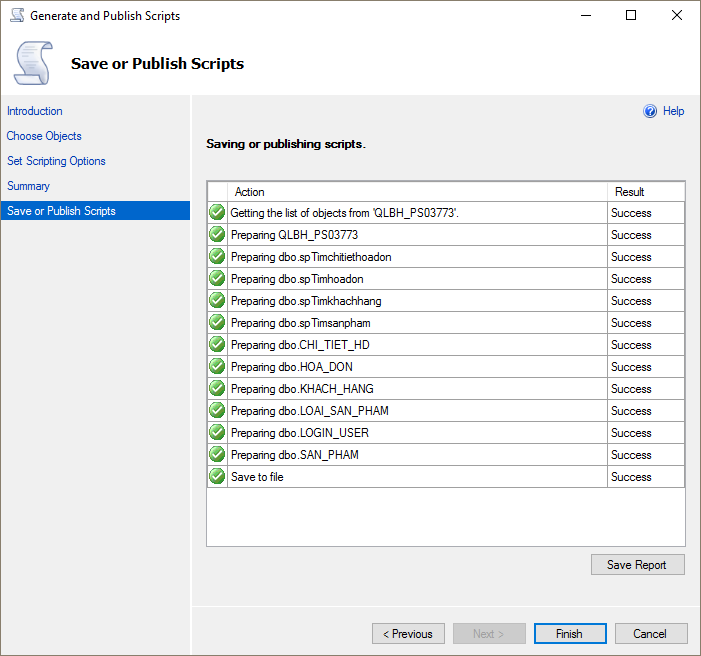 Generate and Publish Scripts
Save or Publish Scripts
Introduction
Choose Objects
Set Scripting Options
Summary
Save or Publish Scripts
Help
Saving or publishing scripts.
Action Result
Getting the list of objects from 'QLBH_PS03773'. Success
Preparing QLBH_PS03773 Success
Preparing dbo.spTimchitiethoadon Success
Preparing dbo.spTimhoadon Success
Preparing dbo.spTimkhachhang Success
Preparing dbo.spTimsanpham Success
Preparing dbo.CHI_TIET_HD Success
Preparing dbo.HOA_DON Success
Preparing dbo.KHACH_HANG Success
Preparing dbo.LOAI_SAN_PHAM Success
Preparing dbo.LOGIN_USER Success
Preparing dbo.SAN_PHAM Success
Save to file Success
Save Report
< Previous Next > Finish Cancel